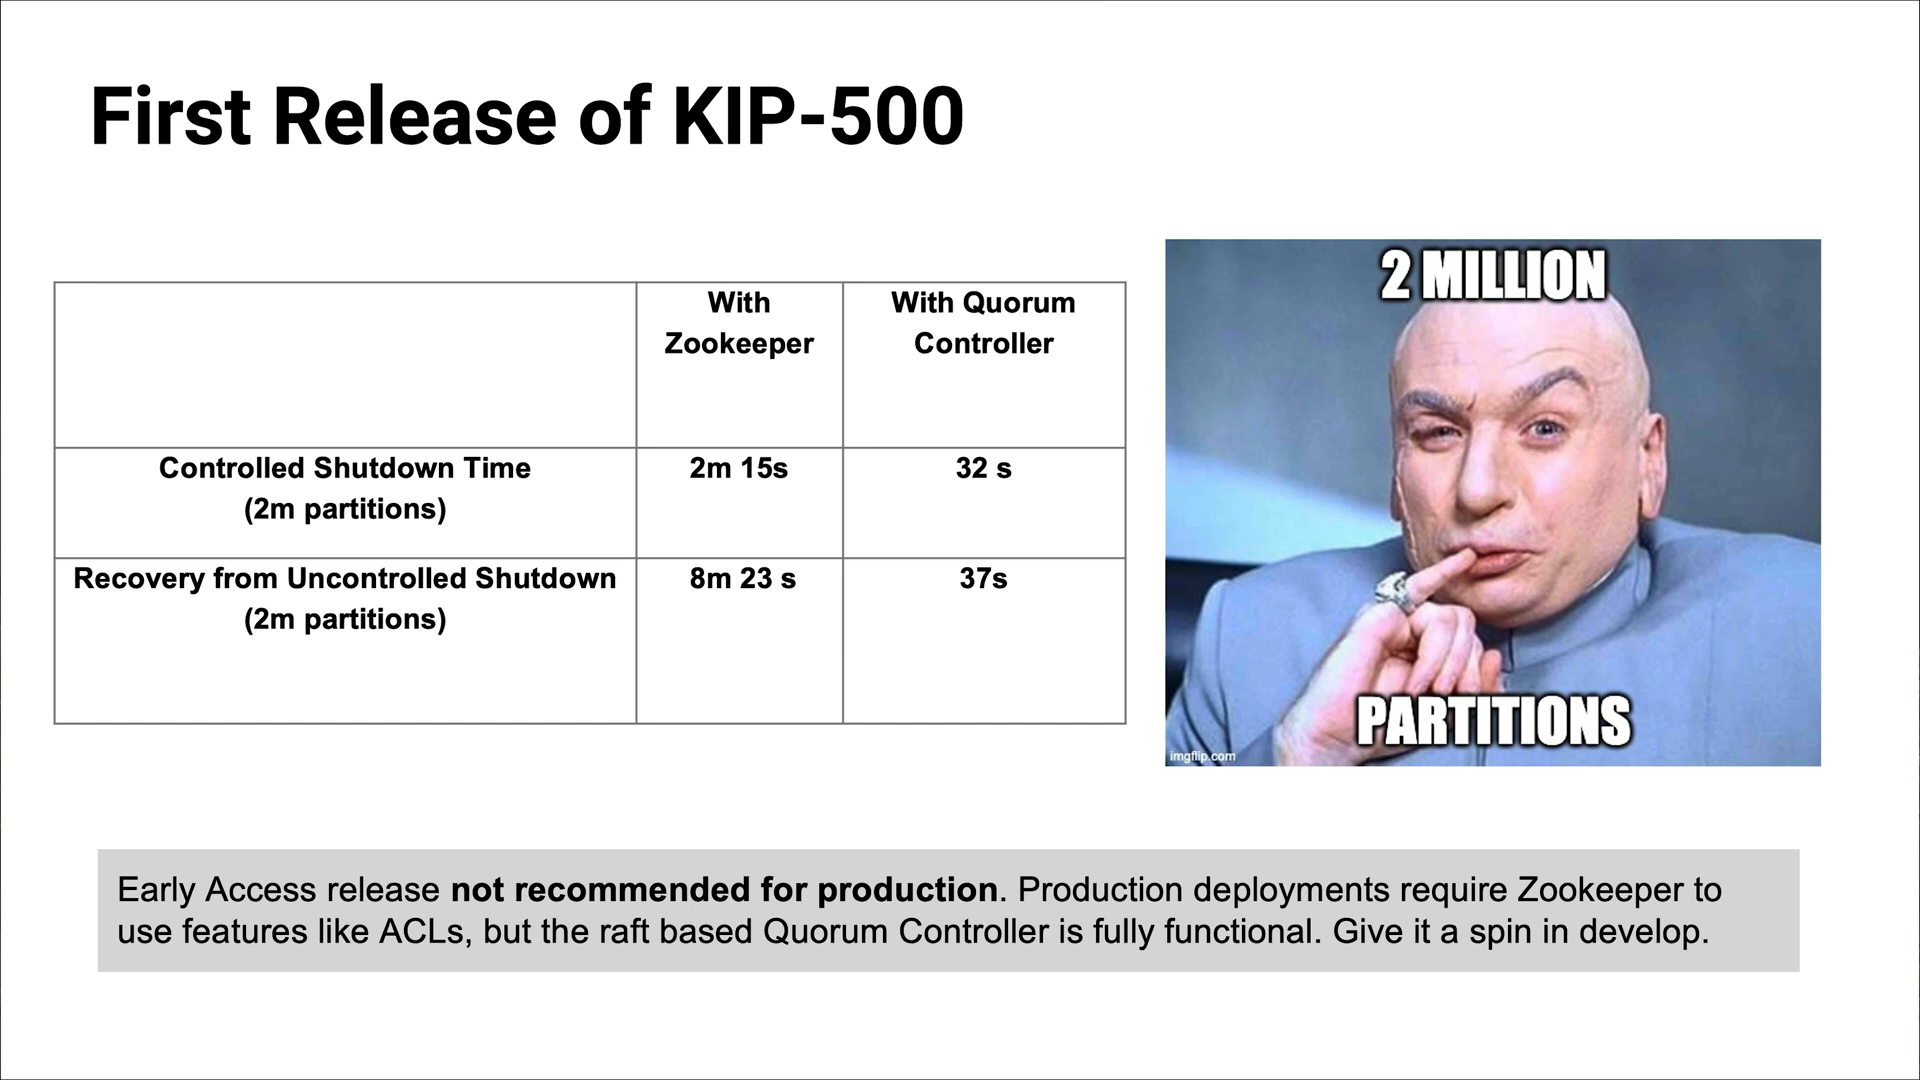 First Release of KIP-500
With
Zookeeper
With Quorum
Controller
Controlled Shutdown Time
(2m partitions)
2m 15s
32 s
Recovery from Uncontrolled Shutdown
(2m partitions)
8m 23 s
37s
2 MILLION
PARTITIONS
imgflip.com
Early Access release not recommended for production. Production deployments require Zookeeper to
use features like ACLs, but the raft based Quorum Controller is fully functional. Give it a spin in develop.